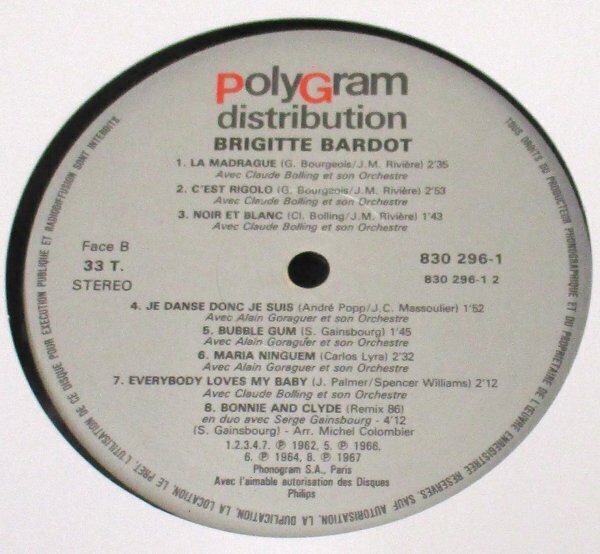 PolyGram
distribution
BRIGITTE BARDOT
1. LA MADRAGUE (G. Bourgeois/J.M. Rivière) 2'35
Avec Claude Bolling et son Orchestre
2. C'EST RIGOLO (G. Bourgeois/J.M. Rivière) 2'53
Avec Claude Bolling et son Orchestre
3. NOIR ET BLANC (Cl. Bolling/J.M. Rivière) 1'43
Avec Claude Bolling et son Orchestre
Face B
33 T.
STEREO
830 296-1
830 296-1 2
4. JE DANSE DONC JE SUIS (André Popp/J.C. Massoulier) 1'52
Avec Alain Goraguer et son Orchestre
5. BUBBLE GUM (S. Gainsbourg) 1'45
Avec Alain Goraguer et son Orchestre
6. MARIA NINGUEM (Carlos Lyra) 2'32
Avec Alain Goraguer et son Orchestre
7. EVERYBODY LOVES MY BABY (J. Palmer/Spencer Williams) 2'12
Avec Claude Bolling et son Orchestre
8. BONNIE AND CLYDE (Remix 86)
en duo avec Serge Gainsbourg - 4'12
(S. Gainsbourg) - Arr. Michel Colombier
1.2.3.4.7. ℗ 1962, 5. ℗ 1966,
6. ℗ 1964, 8. ℗ 1967
Phonogram S.A., Paris
Avec l'aimable autorisation des Disques
Philips
TOUS DROITS DU PRODUCTEUR PHONOGRAPHIQUE ET DU PROPRIETAIRE DE L'ŒUVRE ENREGISTREE RESERVES. SAUF AUTORISATION, LA DUPLICATION, LA LOCATION, LE PRET, L'UTILISATION DE CE DISQUE POUR EXECUTION PUBLIQUE ET RADIODIFFUSION SONT INTERDITS.